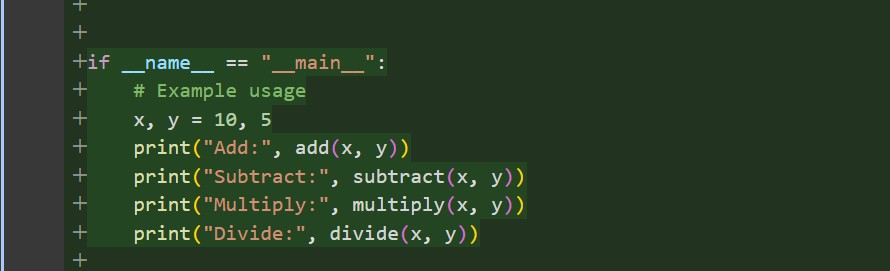 +
+
+if __name__ == "__main__":
+    # Example usage
+    x, y = 10, 5
+    print("Add:", add(x, y))
+    print("Subtract:", subtract(x, y))
+    print("Multiply:", multiply(x, y))
+    print("Divide:", divide(x, y))
+